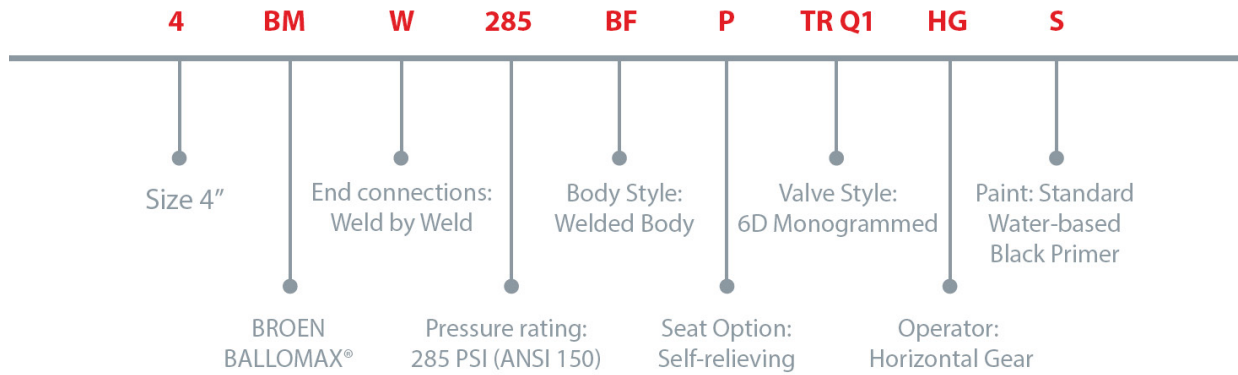 4 BM W 285 BF P TR Q1 HG S
Size 4”
End connections:
Weld by Weld
Body Style:
Welded Body
Valve Style:
6D Monogrammed
Paint: Standard
Water-based
Black Primer
BROEN
BALLOMAX®
Pressure rating:
285 PSI (ANSI 150)
Seat Option:
Self-relieving
Operator:
Horizontal Gear